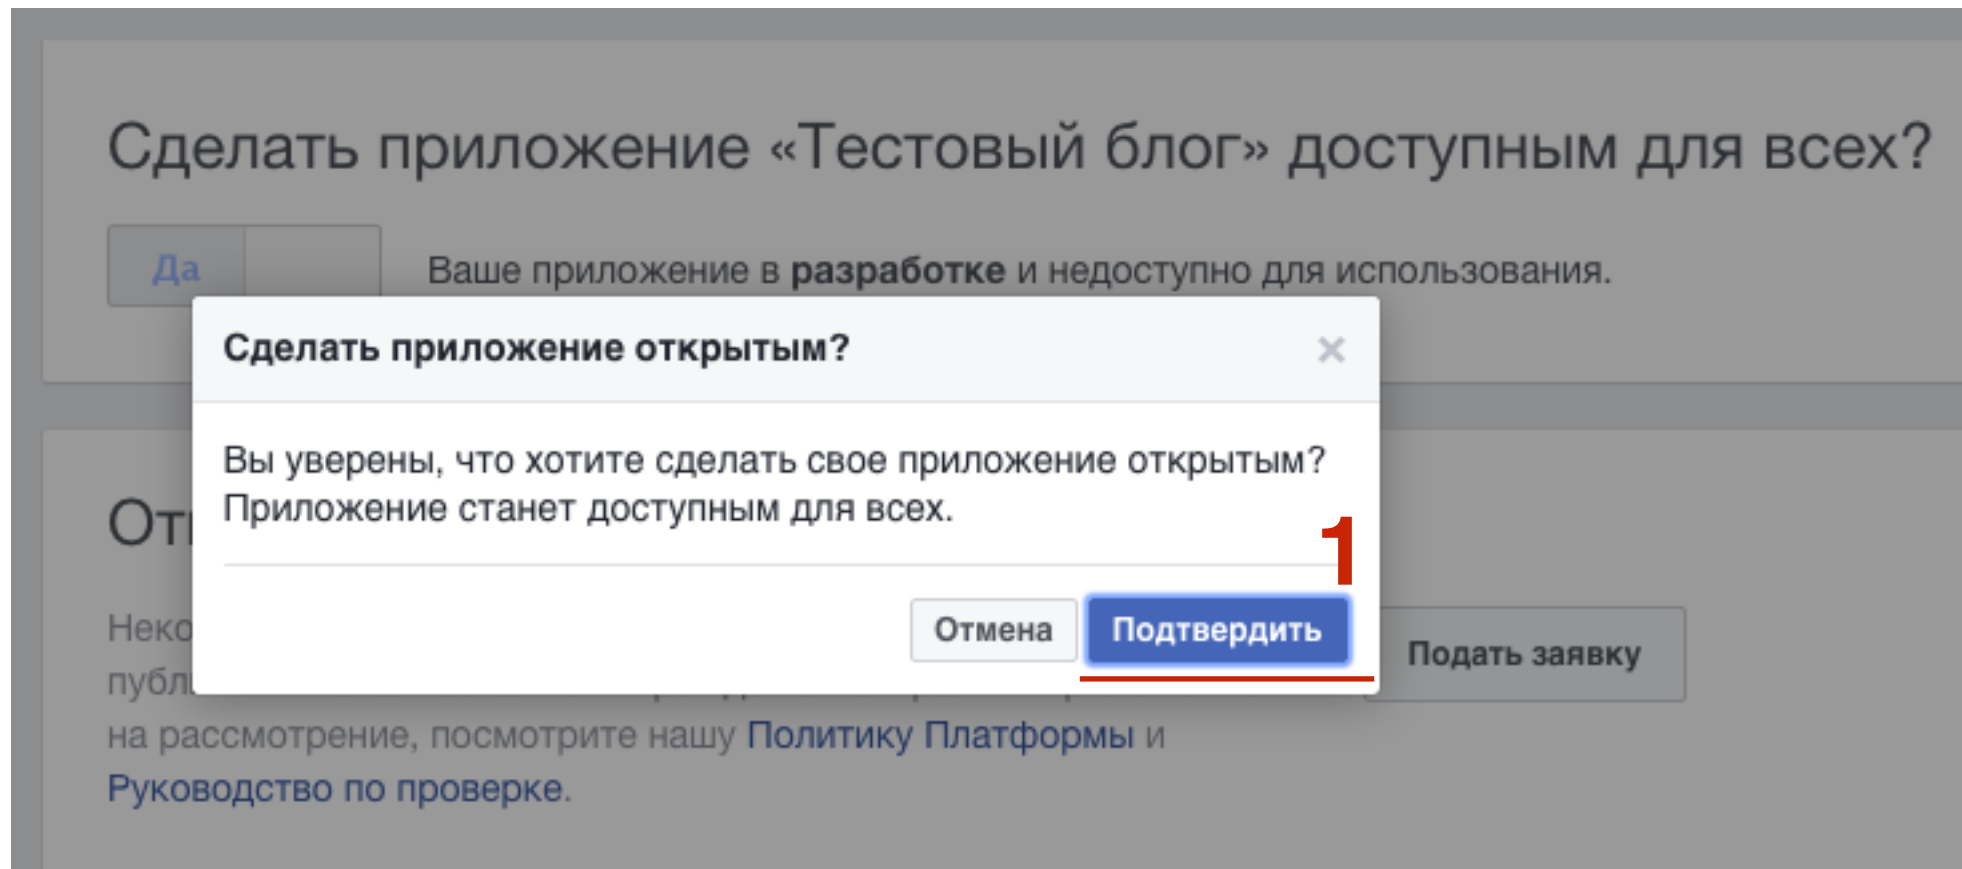 Сделать приложение «Тестовый блог» доступным для всех?
Да
Ваше приложение в разработке и недоступно для использования.
Сделать приложение открытым?
×
Вы уверены, что хотите сделать свое приложение открытым?
Приложение станет доступным для всех.
1
Отмена
Подтвердить
Подать заявку
на рассмотрение, посмотрите нашу Политику Платформы и
Руководство по проверке.